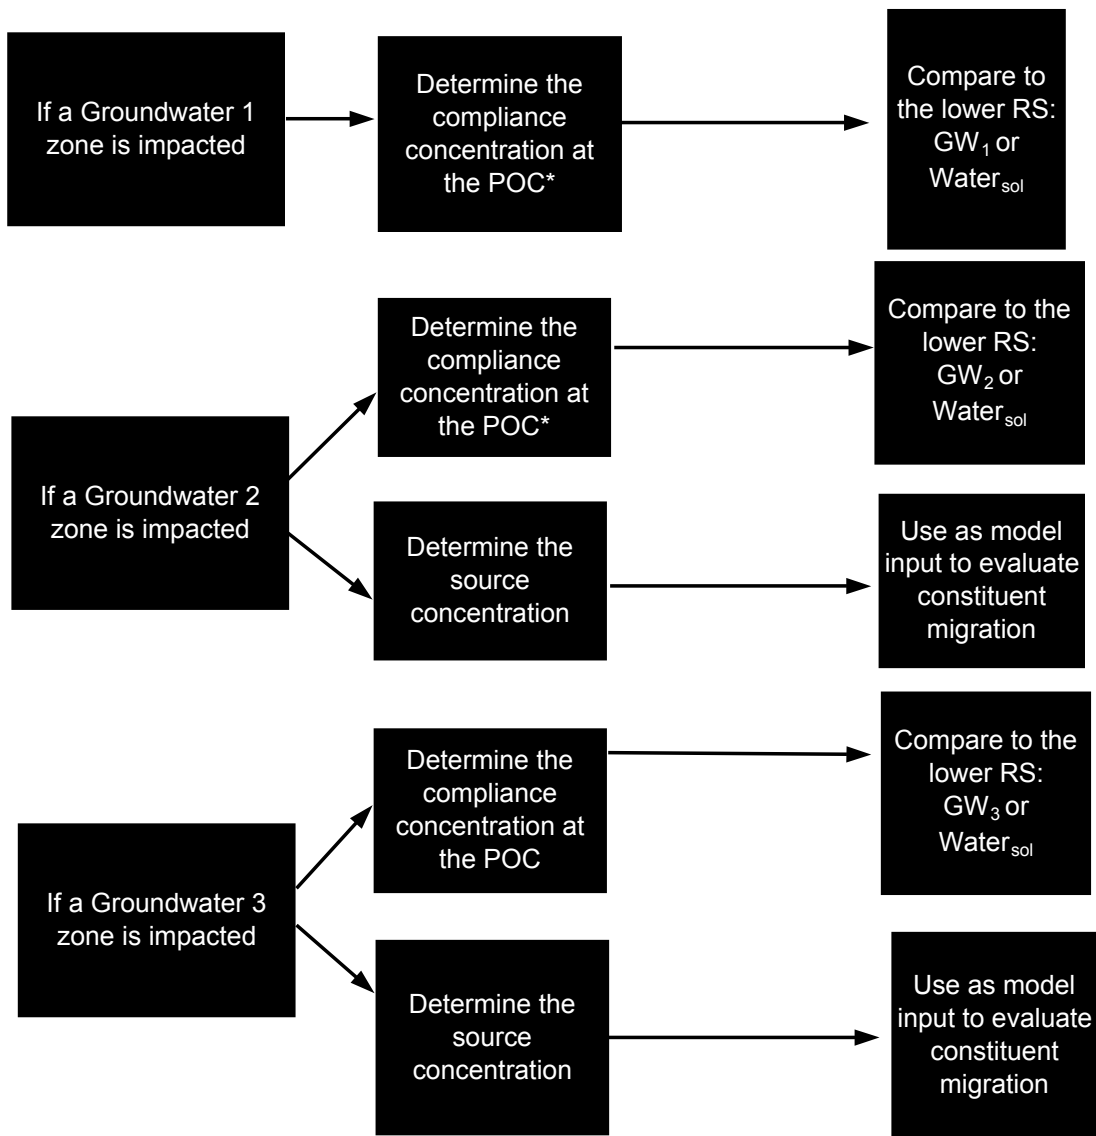 If a Groundwater 1
zone is impacted
Determine the
compliance
concentration at
the POC*
Compare to
the lower RS:
GW₁ or
Water_sol
If a Groundwater 2
zone is impacted
Determine the
compliance
concentration at
the POC*
Compare to the
lower RS:
GW₂ or
Water_sol
Determine the
source
concentration
Use as model
input to evaluate
constituent
migration
If a Groundwater 3
zone is impacted
Determine the
compliance
concentration at
the POC
Compare to the
lower RS:
GW₃ or
Water_sol
Determine the
source
concentration
Use as model
input to evaluate
constituent
migration